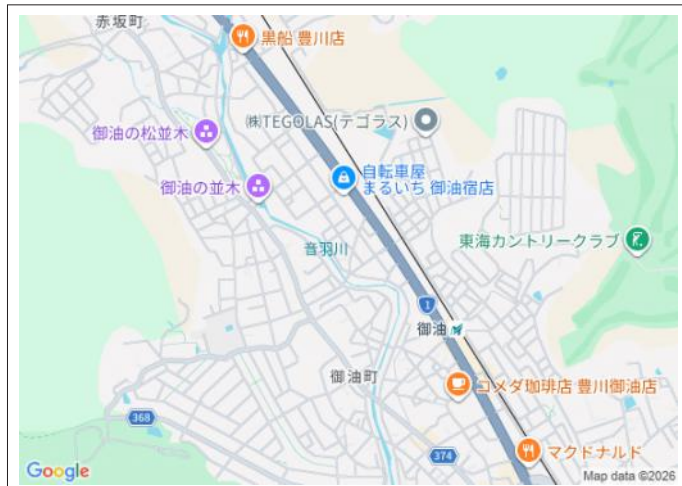 赤坂町
黒船 豊川店
㈱TEGOLAS(テゴラス)
御油の松並木
自転車屋
まるいち 御油宿店
御油の並木
東海カントリークラブ
音羽川
1
御油
御油町
コメダ珈琲店 豊川御油店
368
374
マクドナルド
Google
Map data ©2026